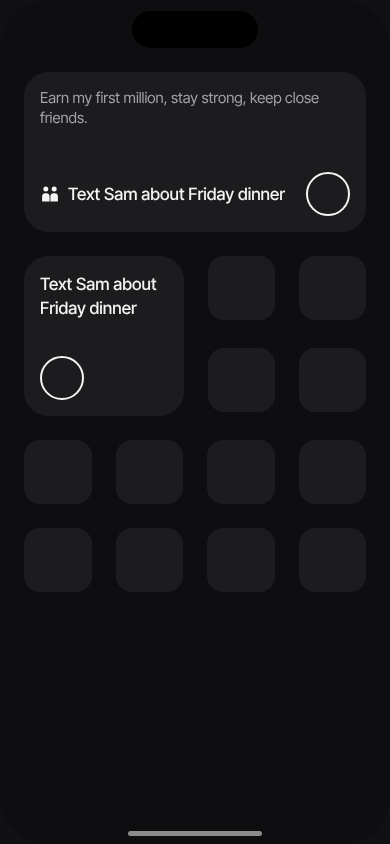 Earn my first million, stay strong, keep close
friends.
Text Sam about Friday dinner
Text Sam about
Friday dinner